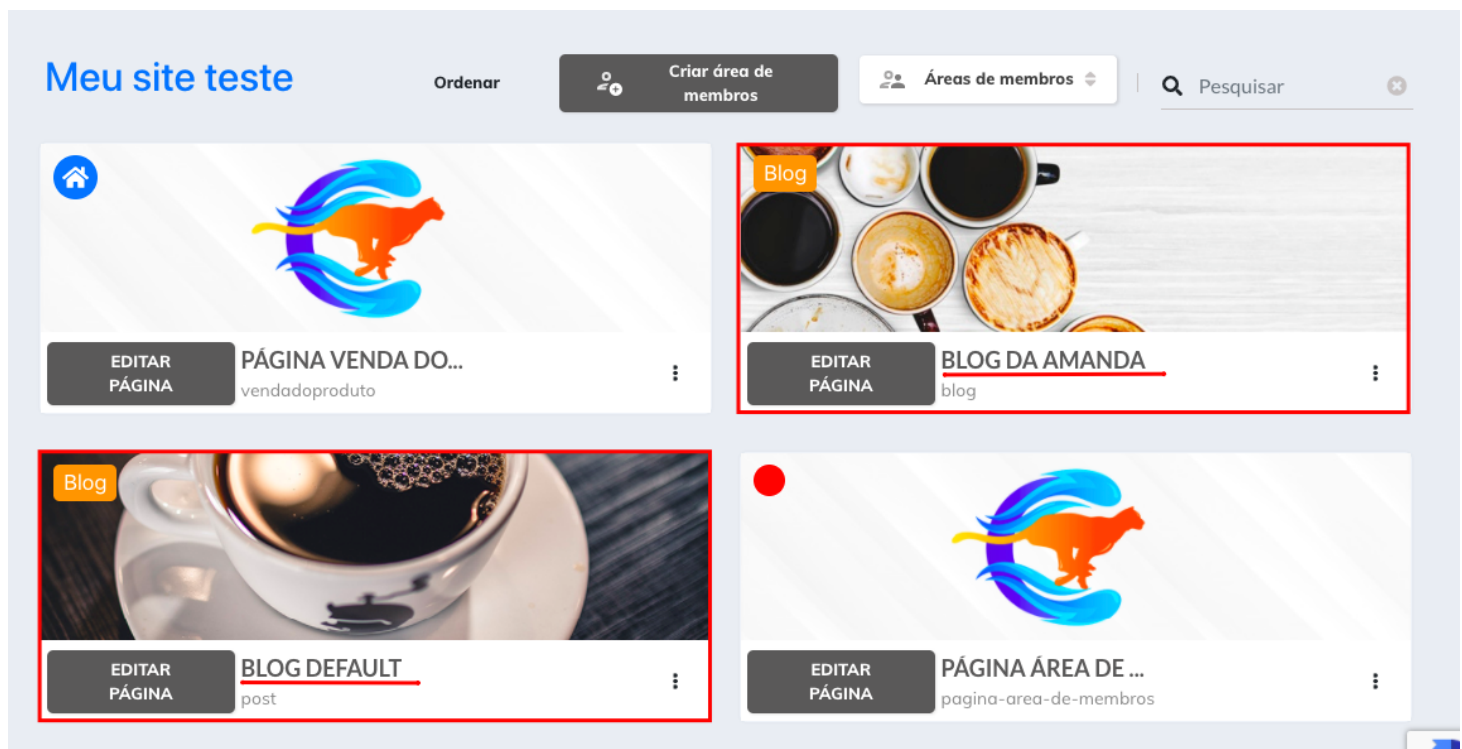 Meu site teste
Ordenar
Criar área de
membros
Áreas de membros
Pesquisar
EDITAR
PÁGINA
PÁGINA VENDA DO...
vendadoproduto
Blog
EDITAR
PÁGINA
BLOG DA AMANDA
blog
Blog
EDITAR
PÁGINA
BLOG DEFAULT
post
EDITAR
PÁGINA
PÁGINA ÁREA DE ...
pagina-area-de-membros